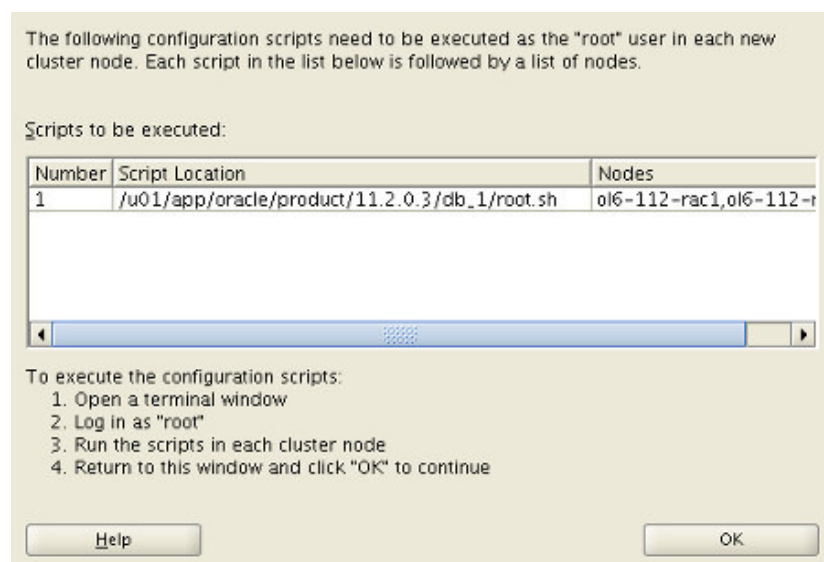 The following configuration scripts need to be executed as the "root" user in each new
cluster node. Each script in the list below is followed by a list of nodes.
Scripts to be executed:
Number Script Location Nodes
1 /u01/app/oracle/product/11.2.0.3/db_1/root.sh ol6-112-rac1,ol6-112-r
To execute the configuration scripts:
1. Open a terminal window
2. Log in as "root"
3. Run the scripts in each cluster node
4. Return to this window and click "OK" to continue
Help OK